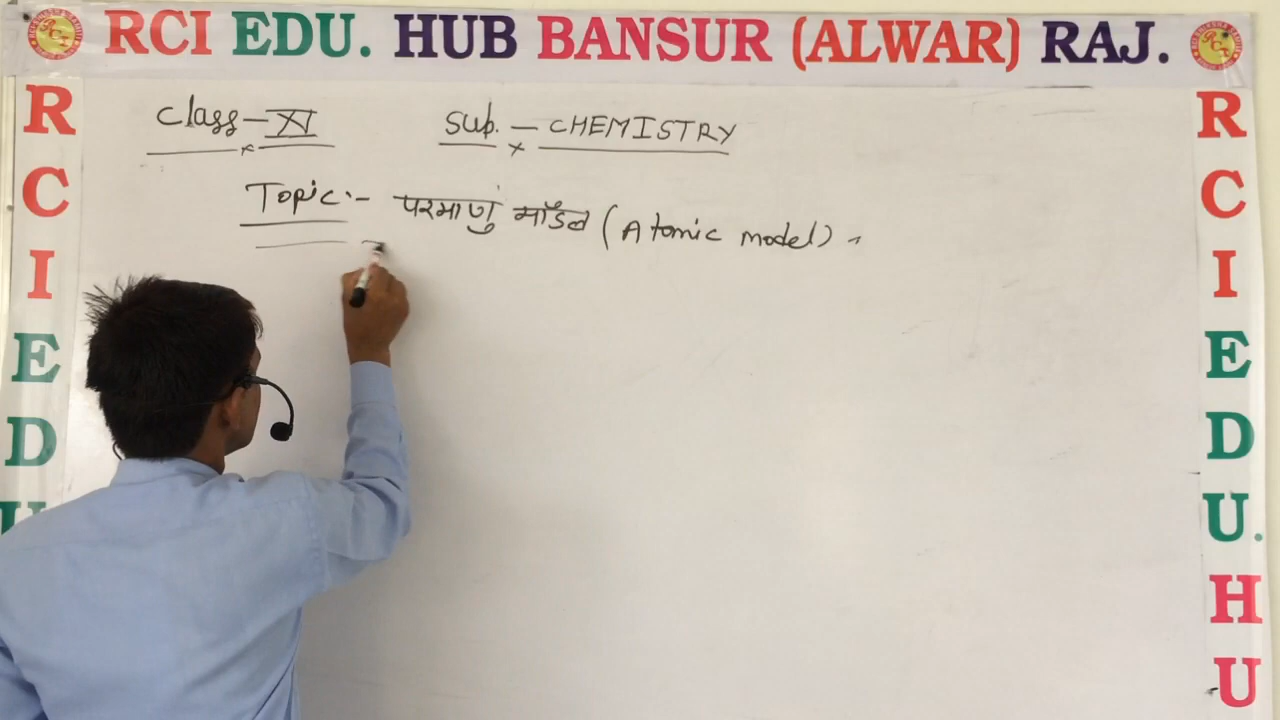 RCI EDU. HUB BANSUR (ALWAR) RAJ.
Class - XI Sub. - CHEMISTRY
Topic:- परमाणु मॉडल (Atomic model)
R
C
I
E
D
U
R
C
I
E
D
U.
H
U